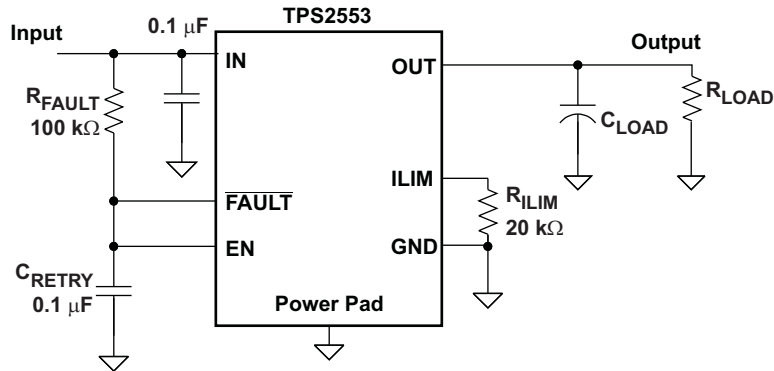 TPS2553
Input
0.1 μF
IN
OUT
Output
R_FAULT
100 kΩ
R_LOAD
C_LOAD
ILIM
FAULT
R_ILIM
20 kΩ
EN
GND
C_RETRY
0.1 μF
Power Pad